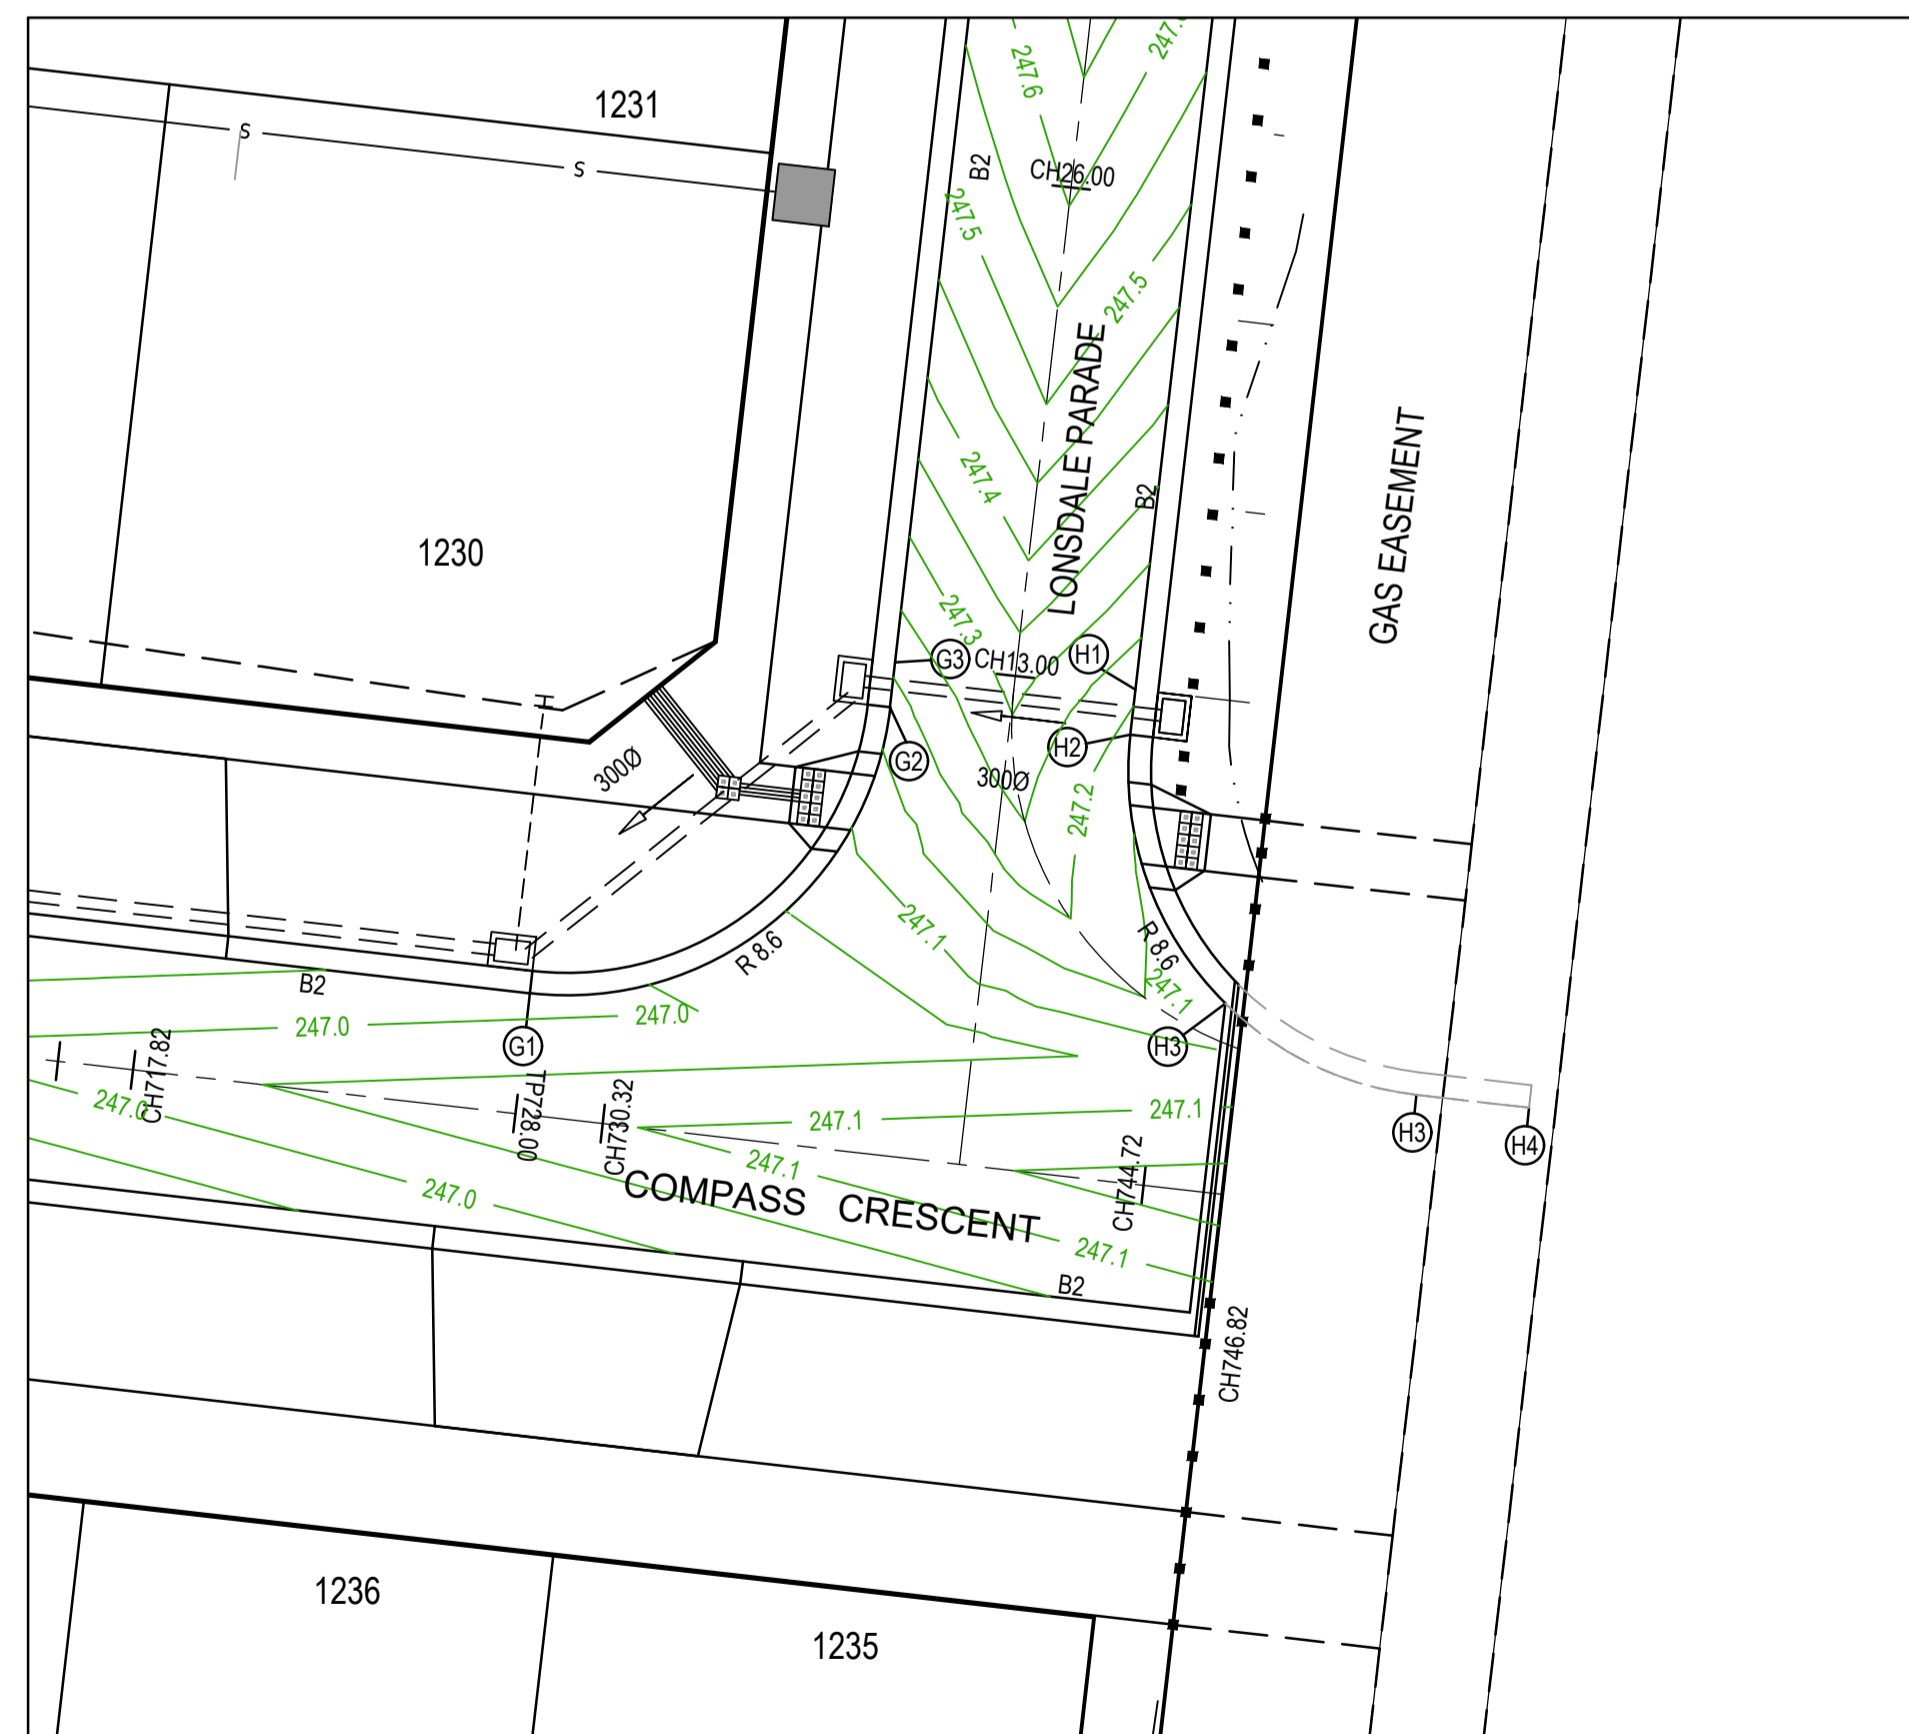 247.6
247.6
1231
S
S
B2
CH26.00
247.5
247.5
LONSDALE PARADE
GAS EASEMENT
247.4
B2
1230
247.3
G3
CH13.00
H1
H2
G2
300Ø
300Ø
247.2
247.1
R 8.6
R 8.6
247.1
B2
247.0
247.0
G1
H3
CH717.82
247.0
TP728.00
CH730.32
247.1
247.1
H3
H4
247.1
CH744.72
247.0
COMPASS CRESCENT
247.1
B2
CH746.82
1236
1235